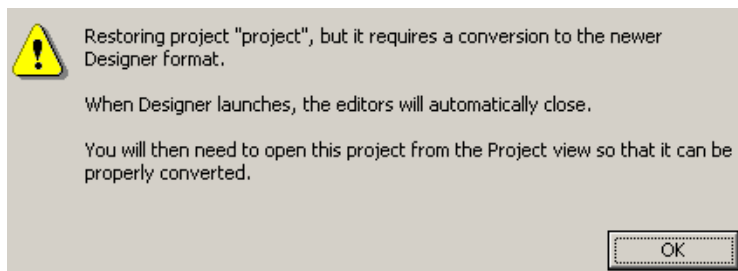 Restoring project "project", but it requires a conversion to the newer
Designer format.
When Designer launches, the editors will automatically close.
You will then need to open this project from the Project view so that it can be
properly converted.
OK